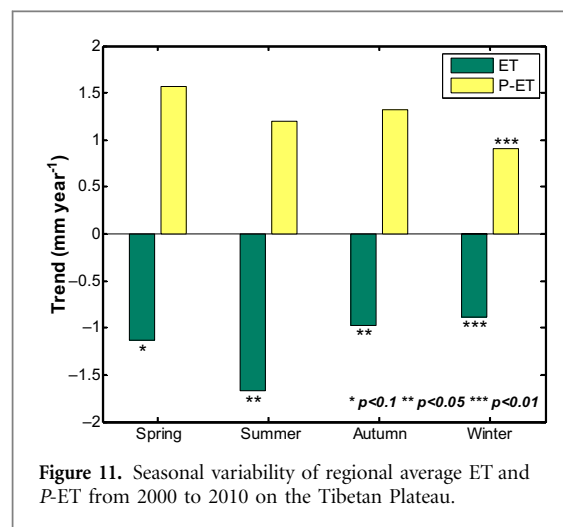 2
1.5
1
0.5
0
−0.5
−1
−1.5
−2
Trend (mm year-1)
ET
P-ET
***
*
**
**
***
* p<0.1 ** p<0.05 *** p<0.01
Spring Summer Autumn Winter
Figure 11. Seasonal variability of regional average ET and
P-ET from 2000 to 2010 on the Tibetan Plateau.